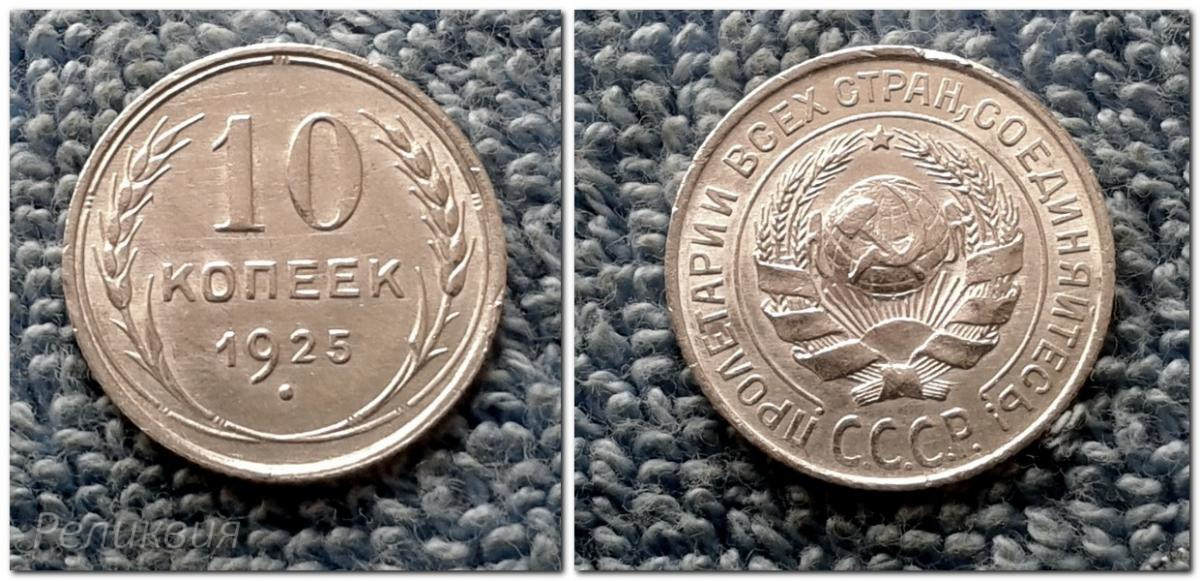 10
КОПЕЕК
1925
ПРОЛЕТАРИИ ВСЕХ СТРАН, СОЕДИНЯЙТЕСЬ!
С.С.С.Р.
Реликвия